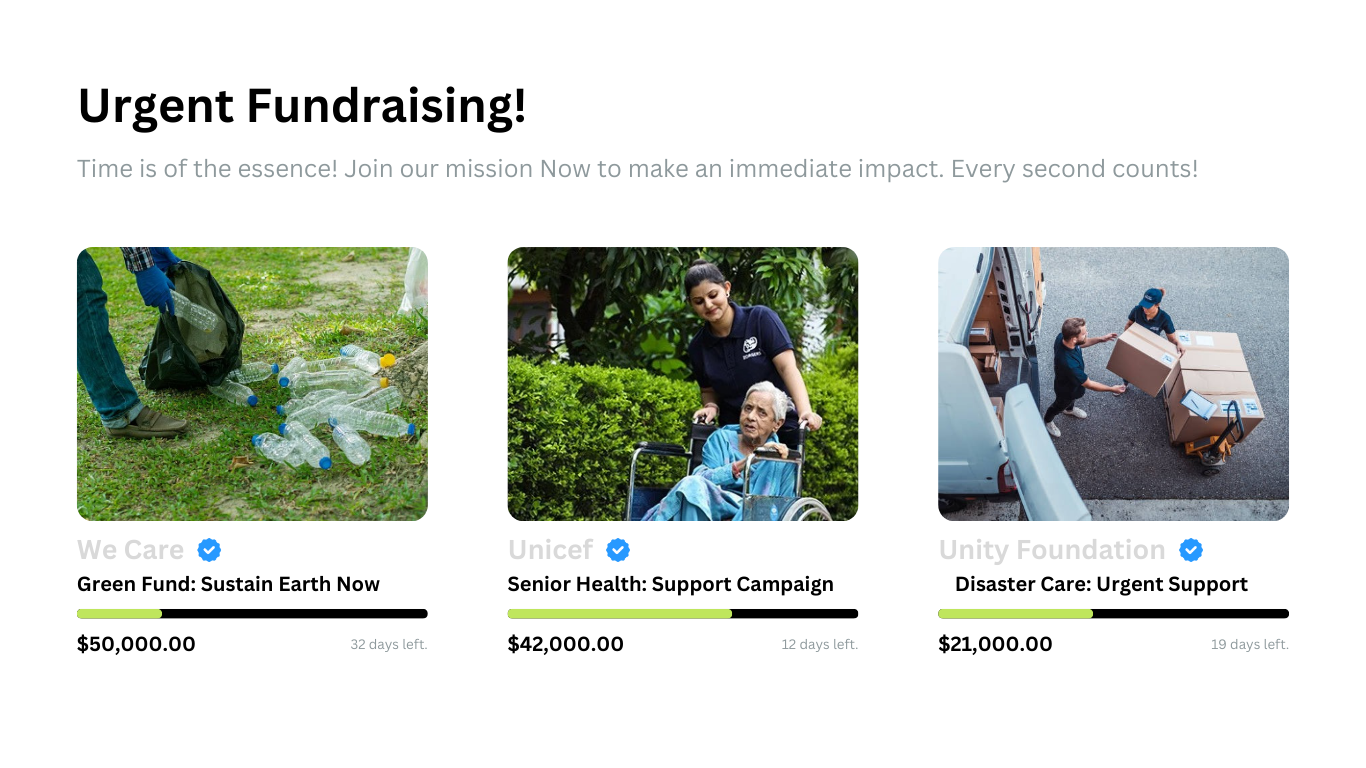 Urgent Fundraising!
Time is of the essence! Join our mission Now to make an immediate impact. Every second counts!
We Care
Green Fund: Sustain Earth Now
$50,000.00
32 days left.
Unicef
Senior Health: Support Campaign
$42,000.00
12 days left.
Unity Foundation
Disaster Care: Urgent Support
$21,000.00
19 days left.